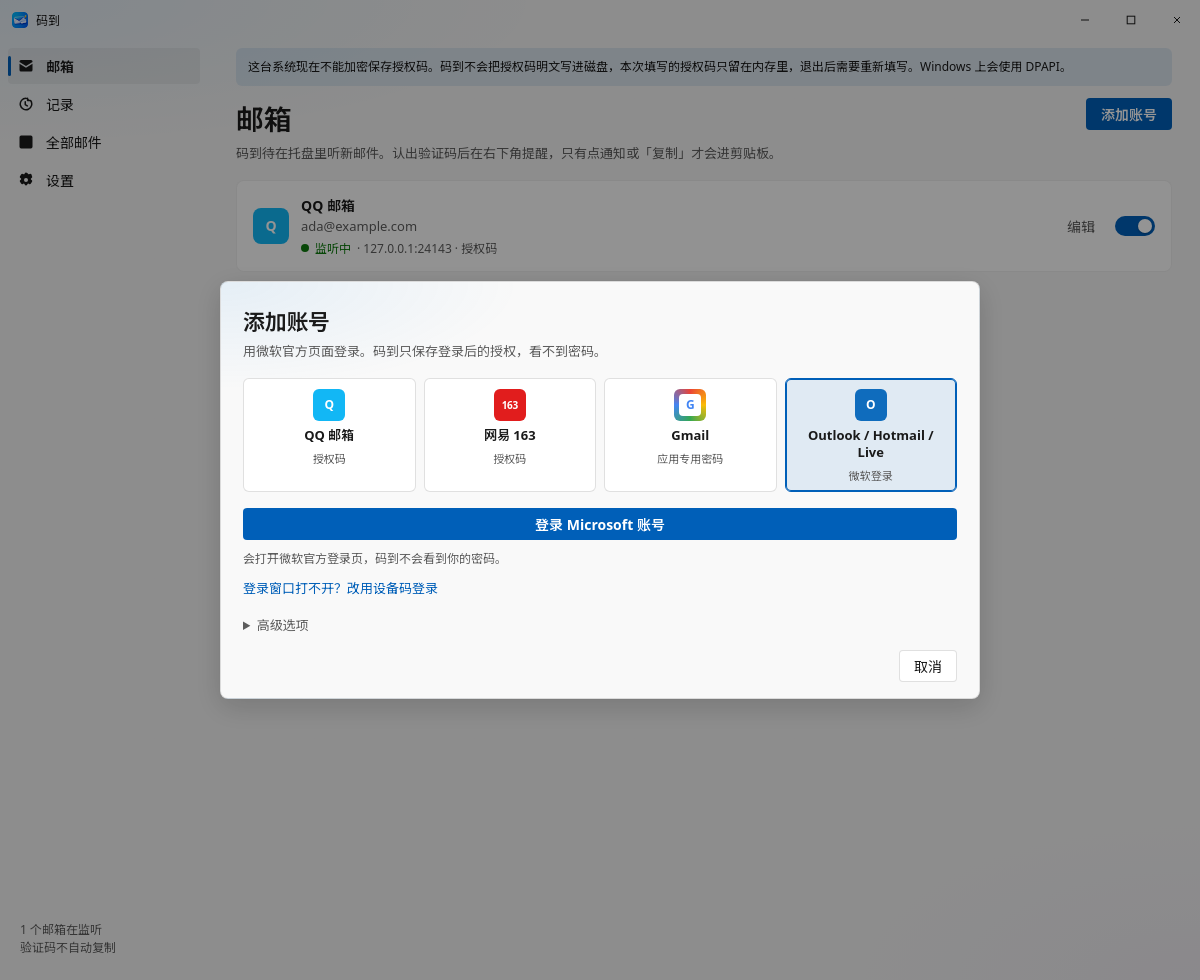 码到
邮箱
记录
全部邮件
设置
这台系统现在不能加密保存授权码。码到不会把授权码明文写进磁盘，本次填写的授权码只留在内存里，退出后需要重新填写。Windows 上会使用 DPAPI。
邮箱
添加账号
码到待在托盘里听新邮件。认出验证码后在右下角提醒，只有点通知或「复制」才会进剪贴板。
Q
QQ 邮箱
ada@example.com
监听中 · 127.0.0.1:24143 · 授权码
编辑
添加账号
用微软官方页面登录。码到只保存登录后的授权，看不到密码。
Q
QQ 邮箱
授权码
163
网易 163
授权码
G
Gmail
应用专用密码
O
Outlook / Hotmail /
Live
微软登录
登录 Microsoft 账号
会打开微软官方登录页，码到不会看到你的密码。
登录窗口打不开？改用设备码登录
高级选项
取消
1 个邮箱在监听
验证码不自动复制